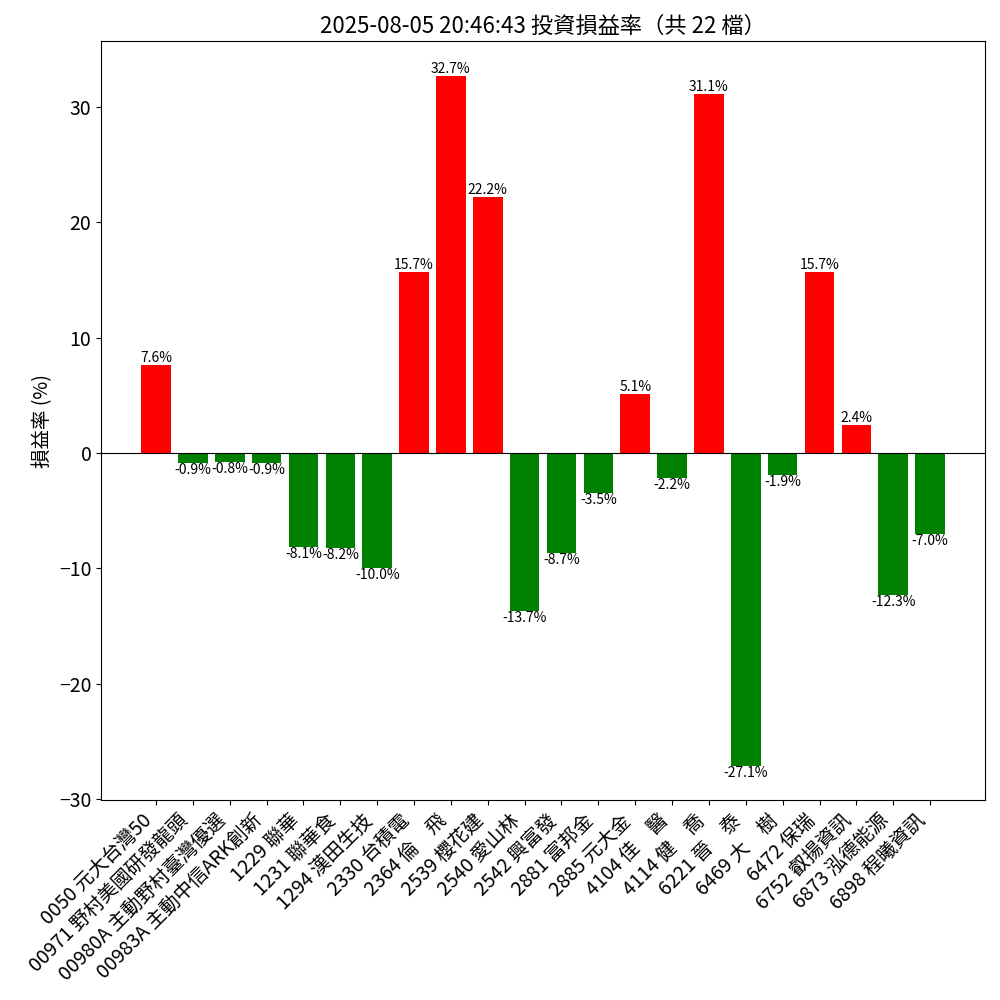 2025-08-05 20:46:43 投資損益率（共 22 檔）
損益率 (%)
30
20
10
0
−10
−20
−30
7.6%
-0.9%
-0.8%
-0.9%
-8.1%
-8.2%
-10.0%
15.7%
32.7%
22.2%
-13.7%
-8.7%
-3.5%
5.1%
-2.2%
31.1%
-27.1%
-1.9%
15.7%
2.4%
-12.3%
-7.0%
0050 元大台灣50
00971 野村美國研發龍頭
00980A 主動野村臺灣優選
00983A 主動中信ARK創新
1229 聯華
1231 聯華食
1294 漢田生技
2330 台積電
2364 倫　飛
2539 櫻花建
2540 愛山林
2542 興富發
2881 富邦金
2885 元大金
4104 佳　醫
4114 健　喬
6221 晉　泰
6469 大　樹
6472 保瑞
6752 叡揚資訊
6873 泓德能源
6898 程曦資訊